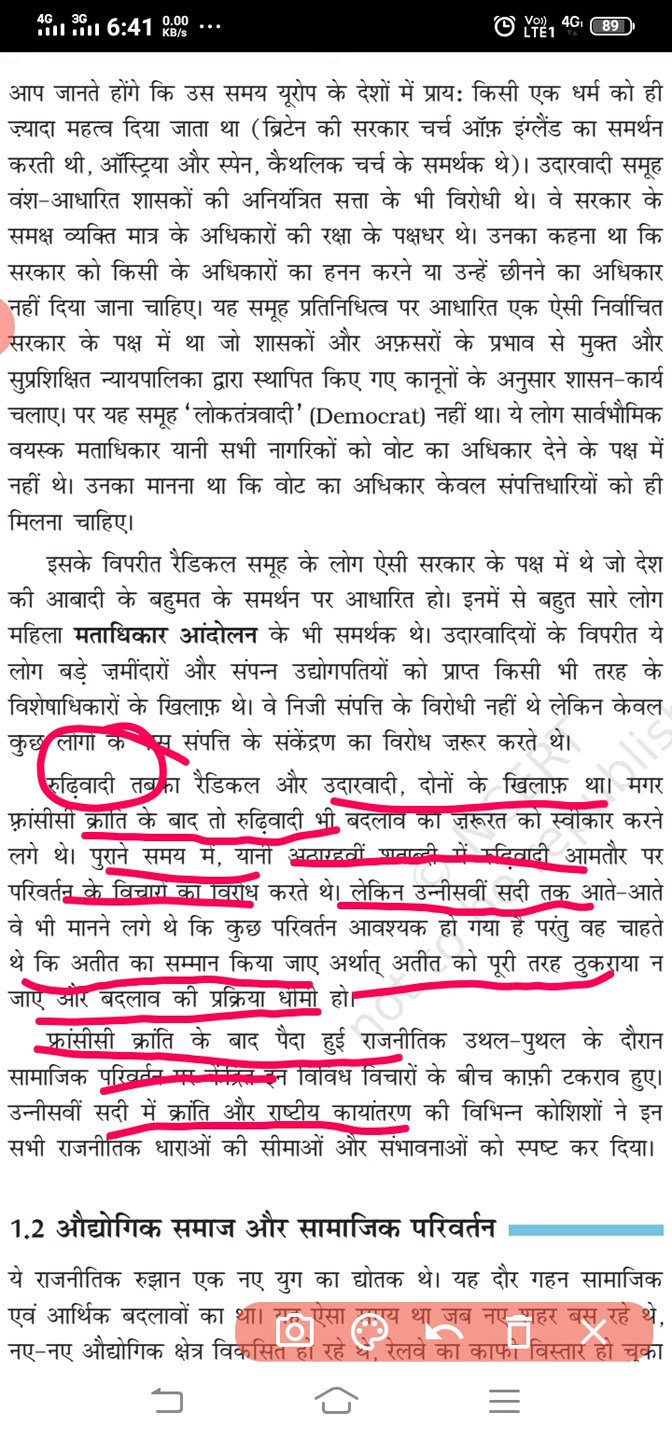 4G 3G 6:41 0.00 KB/s ... Vo)) LTE1 4G 89
आप जानते होंगे कि उस समय यूरोप के देशों में प्राय: किसी एक धर्म को ही
ज़्यादा महत्व दिया जाता था (ब्रिटेन की सरकार चर्च ऑफ़ इंग्लैंड का समर्थन
करती थी, ऑस्ट्रिया और स्पेन, कैथलिक चर्च के समर्थक थे)। उदारवादी समूह
वंश-आधारित शासकों की अनियंत्रित सत्ता के भी विरोधी थे। वे सरकार के
समक्ष व्यक्ति मात्र के अधिकारों की रक्षा के पक्षधर थे। उनका कहना था कि
सरकार को किसी के अधिकारों का हनन करने या उन्हें छीनने का अधिकार
नहीं दिया जाना चाहिए। यह समूह प्रतिनिधित्व पर आधारित एक ऐसी निर्वाचित
सरकार के पक्ष में था जो शासकों और अफ़सरों के प्रभाव से मुक्त और
सुप्रशिक्षित न्यायपालिका द्वारा स्थापित किए गए कानूनों के अनुसार शासन-कार्य
चलाए। पर यह समूह ‘लोकतंत्रवादी’ (Democrat) नहीं था। ये लोग सार्वभौमिक
वयस्क मताधिकार यानी सभी नागरिकों को वोट का अधिकार देने के पक्ष में
नहीं थे। उनका मानना था कि वोट का अधिकार केवल संपत्तिधारियों को ही
मिलना चाहिए।
इसके विपरीत रैडिकल समूह के लोग ऐसी सरकार के पक्ष में थे जो देश
की आबादी के बहुमत के समर्थन पर आधारित हो। इनमें से बहुत सारे लोग
महिला मताधिकार आंदोलन के भी समर्थक थे। उदारवादियों के विपरीत ये
लोग बड़े ज़मींदारों और संपन्न उद्योगपतियों को प्राप्त किसी भी तरह के
विशेषाधिकारों के खिलाफ़ थे। वे निजी संपत्ति के विरोधी नहीं थे लेकिन केवल
कुछ लोगों के पास संपत्ति के संकेंद्रण का विरोध ज़रूर करते थे।
रुढ़िवादी तबका रैडिकल और उदारवादी, दोनों के खिलाफ़ था। मगर
फ़्रांसीसी क्रांति के बाद तो रुढ़िवादी भी बदलाव की ज़रूरत को स्वीकार करने
लगे थे। पुराने समय में, यानी अठारहवीं शताब्दी में रुढ़िवादी आमतौर पर
परिवर्तन के विचारों का विरोध करते थे। लेकिन उन्नीसवीं सदी तक आते-आते
वे भी मानने लगे थे कि कुछ परिवर्तन आवश्यक हो गया है परंतु वह चाहते
थे कि अतीत का सम्मान किया जाए अर्थात् अतीत को पूरी तरह ठुकराया न
जाए और बदलाव की प्रक्रिया धीमी हो।
फ्रांसीसी क्रांति के बाद पैदा हुई राजनीतिक उथल-पुथल के दौरान
सामाजिक परिवर्तन पर केंद्रित इन विविध विचारों के बीच काफ़ी टकराव हुए।
उन्नीसवीं सदी में क्रांति और राष्ट्रीय कायांतरण की विभिन्न कोशिशों ने इन
सभी राजनीतिक धाराओं की सीमाओं और संभावनाओं को स्पष्ट कर दिया।
© NCERT
not to be republish
1.2 औद्योगिक समाज और सामाजिक परिवर्तन
ये राजनीतिक रुझान एक नए युग का द्योतक थे। यह दौर गहन सामाजिक
एवं आर्थिक बदलावों का था। यह ऐसा समय था जब नए शहर बस रहे थे,
नए-नए औद्योगिक क्षेत्र विकसित हो रहे थे, रेलवे का काफी विस्तार हो चुका